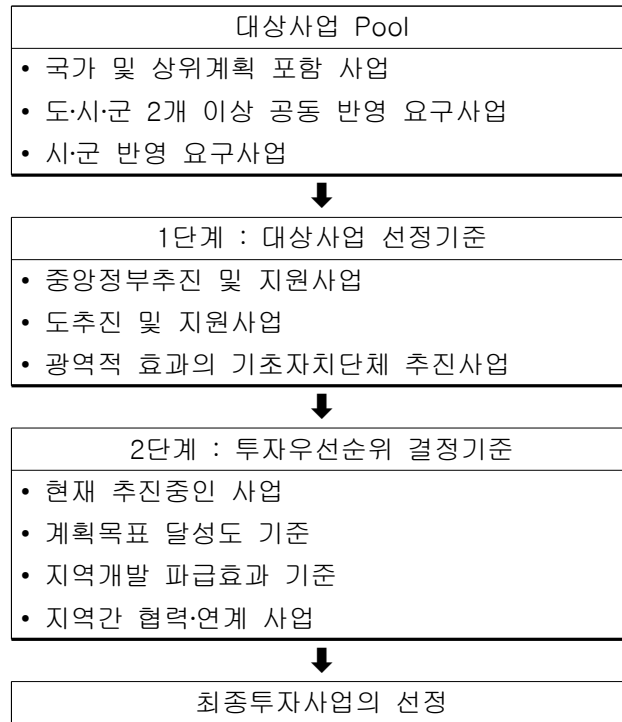 대상사업 Pool
• 국가 및 상위계획 포함 사업
• 도·시·군 2개 이상 공동 반영 요구사업
• 시·군 반영 요구사업
1단계 : 대상사업 선정기준
• 중앙정부추진 및 지원사업
• 도추진 및 지원사업
• 광역적 효과의 기초자치단체 추진사업
2단계 : 투자우선순위 결정기준
• 현재 추진중인 사업
• 계획목표 달성도 기준
• 지역개발 파급효과 기준
• 지역간 협력·연계 사업
최종투자사업의 선정